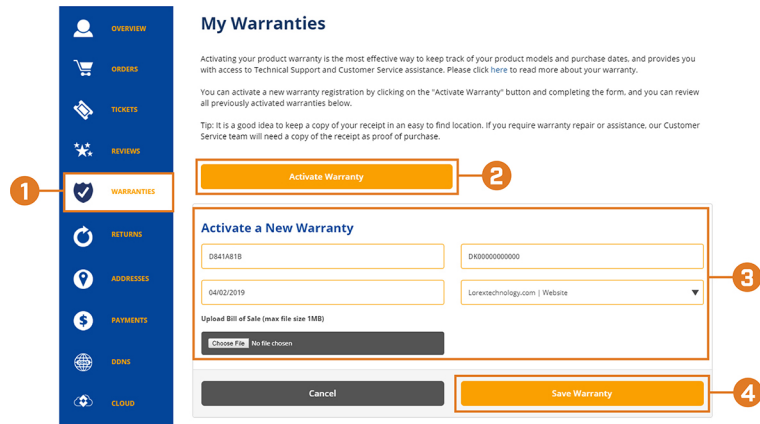 OVERVIEW
ORDERS
TICKETS
REVIEWS
1
WARRANTIES
RETURNS
ADDRESSES
PAYMENTS
DDNS
CLOUD
My Warranties
Activating your product warranty is the most effective way to keep track of your product models and purchase dates, and provides you
with access to Technical Support and Customer Service assistance. Please click here to read more about your warranty.
You can activate a new warranty registration by clicking on the "Activate Warranty" button and completing the form, and you can review
all previously activated warranties below.
Tip: It is a good idea to keep a copy of your receipt in an easy to find location. If you require warranty repair or assistance, our Customer
Service team will need a copy of the receipt as proof of purchase.
Activate Warranty
2
Activate a New Warranty
D841A81B
DK00000000000
3
04/02/2019
Lorextechnology.com | Website
Upload Bill of Sale (max file size 1MB)
Choose File No file chosen
Cancel
Save Warranty
4